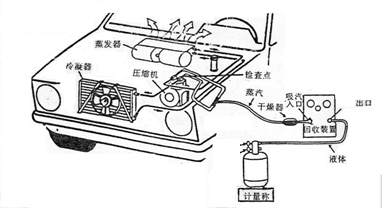 蒸发器
冷凝器
压缩机
检查点
蒸汽
干燥器
吸汽
入口
出口
回收装置
液体
计量称